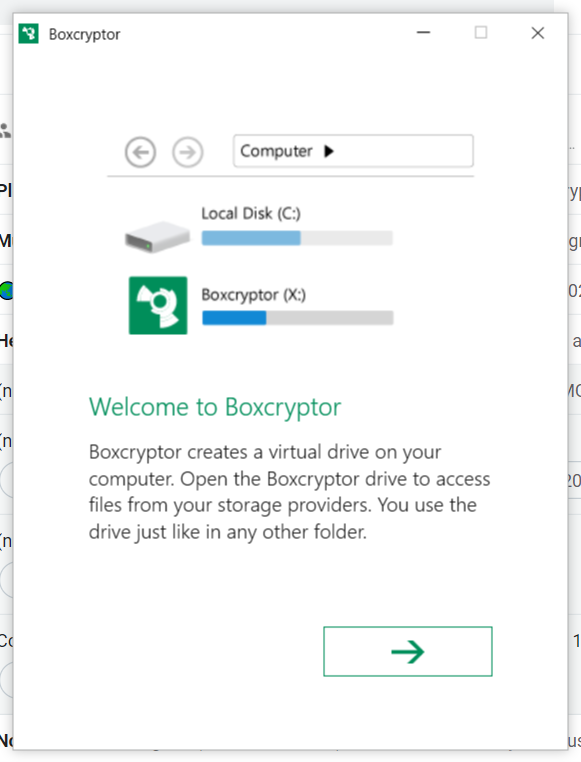 Boxcryptor
Computer
Local Disk (C:)
Boxcryptor (X:)
Welcome to Boxcryptor
Boxcryptor creates a virtual drive on your
computer. Open the Boxcryptor drive to access
files from your storage providers. You use the
drive just like in any other folder.